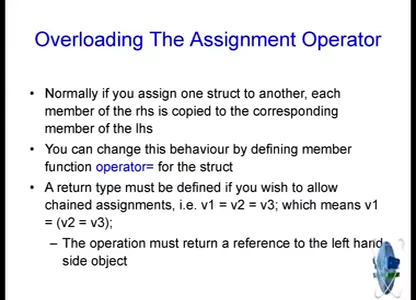 Overloading The Assignment Operator
• Normally if you assign one struct to another, each
member of the rhs is copied to the corresponding
member of the lhs
• You can change this behaviour by defining member
function operator= for the struct
• A return type must be defined if you wish to allow
chained assignments, i.e. v1 = v2 = v3; which means v1
= (v2 = v3);
– The operation must return a reference to the left hand
side object